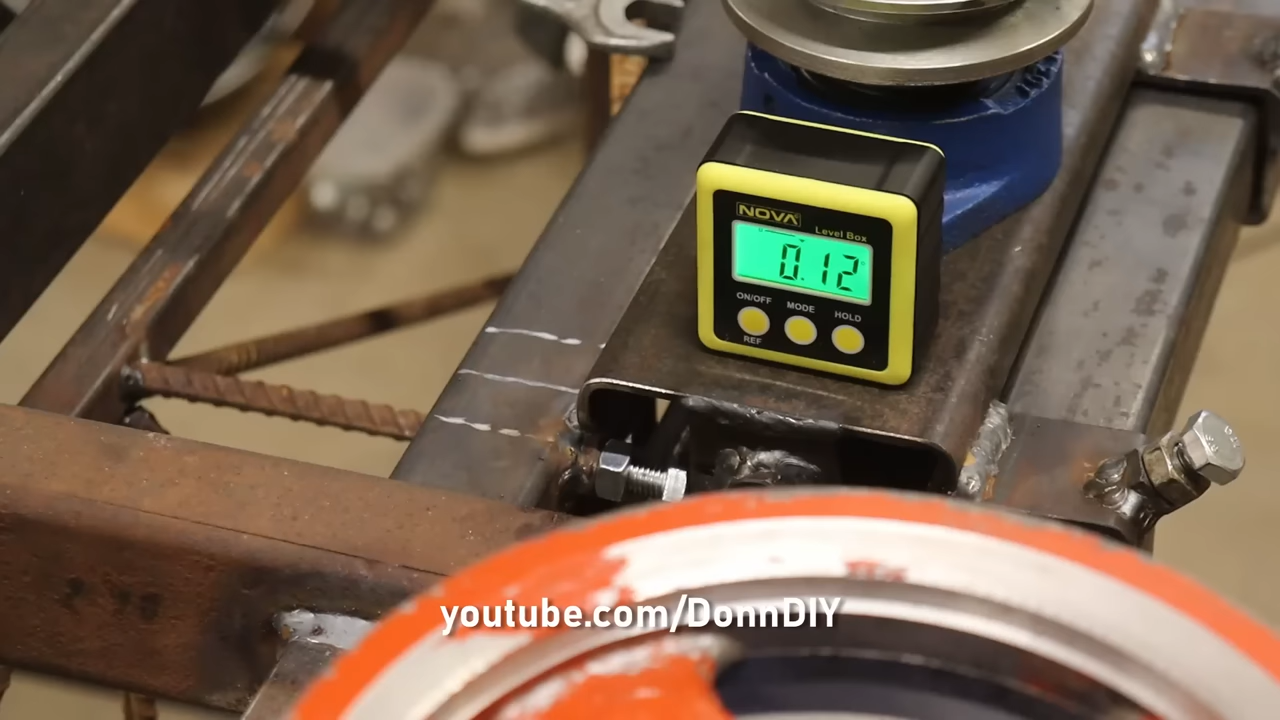 NOVA
Level Box
0.12°
ON/OFF MODE HOLD
REF
youtube.com/DonnDIY